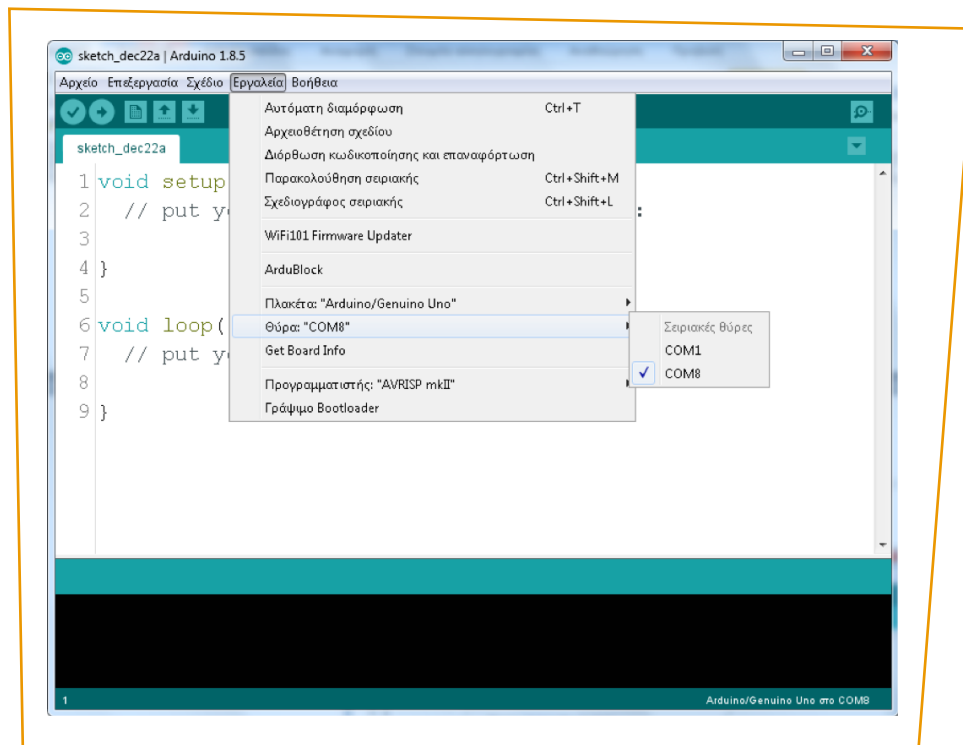 sketch_dec22a | Arduino 1.8.5
Αρχείο Επεξεργασία Σχέδιο Εργαλεία Βοήθεια
sketch_dec22a
Αυτόματη διαμόρφωση Ctrl+T
Αρχειοθέτηση σχεδίου
Διόρθωση κωδικοποίησης και επαναφόρτωση
Παρακολούθηση σειριακής Ctrl+Shift+M
Σχεδιογράφος σειριακής Ctrl+Shift+L
WiFi101 Firmware Updater
ArduBlock
Πλακέτα: "Arduino/Genuino Uno"
Θύρα: "COM8"
Get Board Info
Προγραμματιστής: "AVRISP mkII"
Γράψιμο Bootloader
Σειριακές θύρες
COM1
COM8
1 void setup
2 // put y :
3
4 }
5
6 void loop(
7 // put y
8
9 }
1 Arduino/Genuino Uno στο COM8